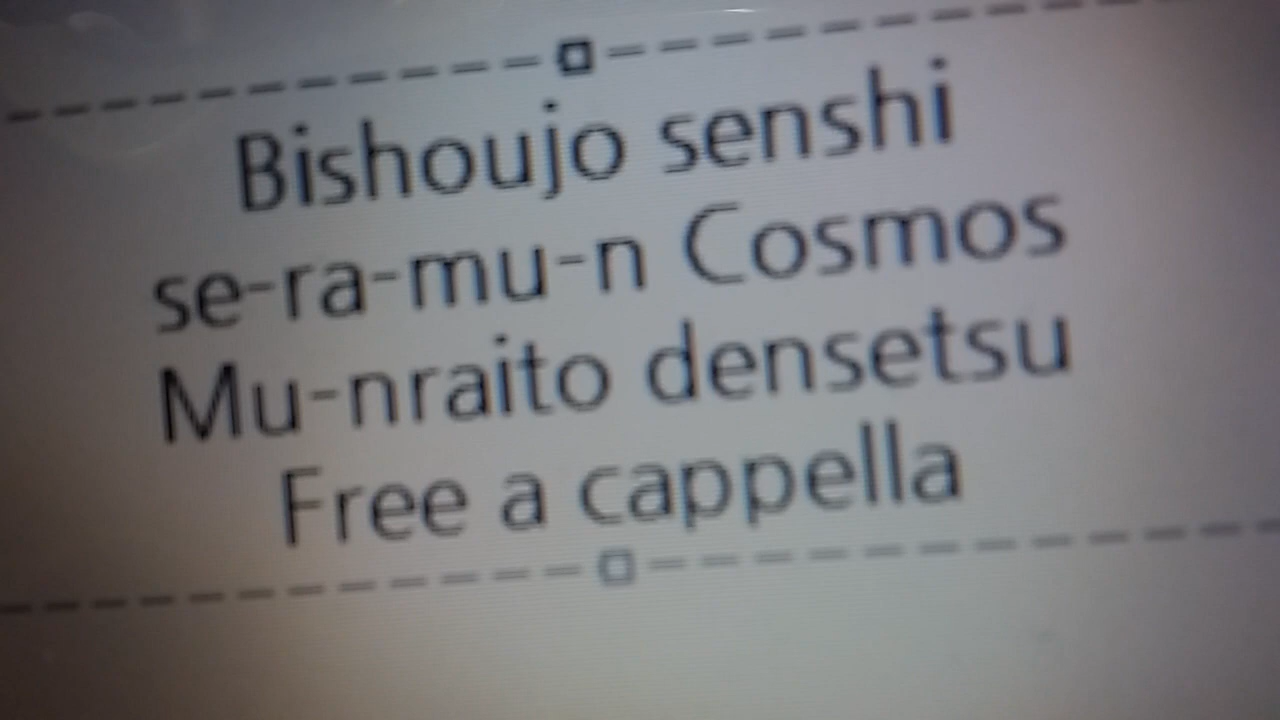 Bishoujo senshi
se-ra-mu-n Cosmos
Mu-nraito densetsu
Free a cappella